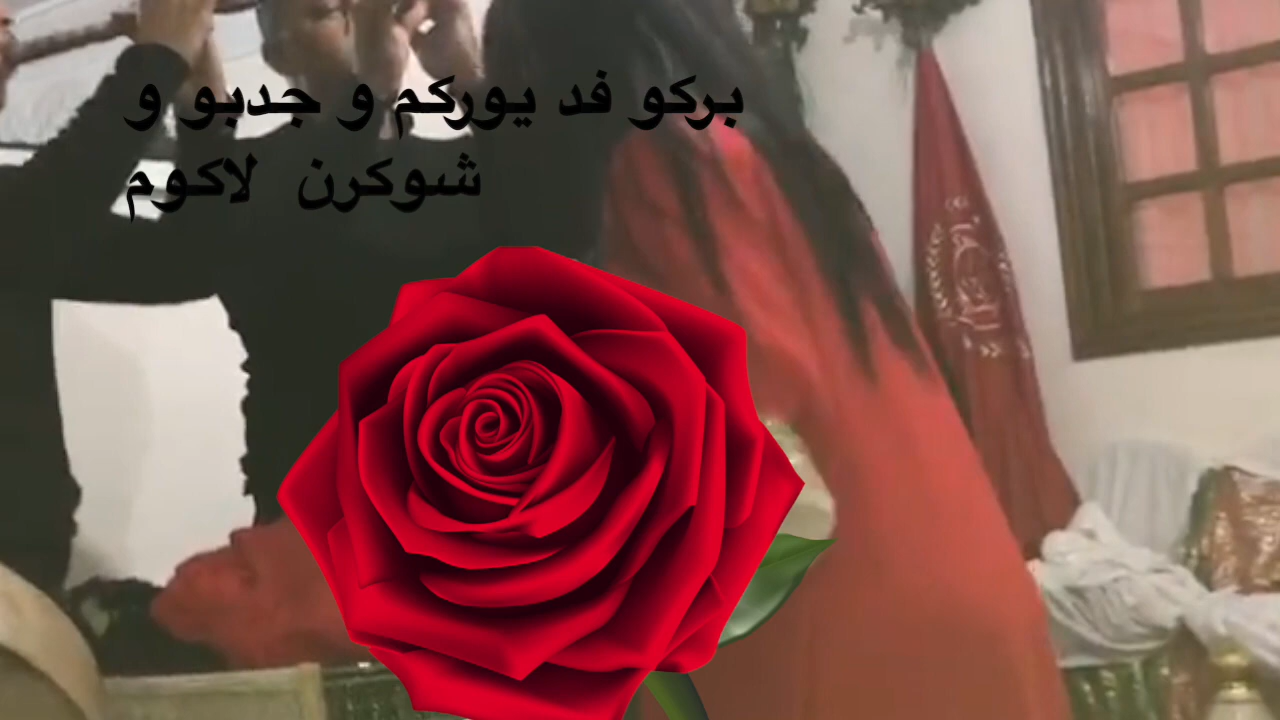 بركو فد يوركم و جدبو و
شوكرن لاكوم